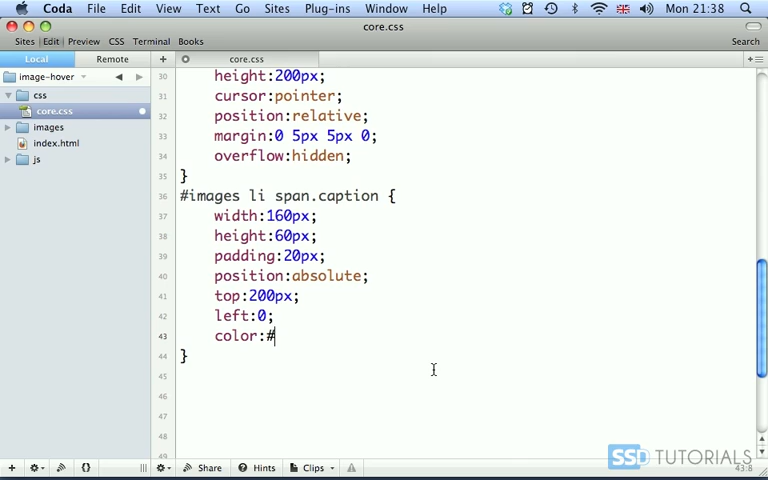 Coda File Edit View Text Go Sites Plug-ins Window Help Mon 21:38
core.css
Sites Edit Preview CSS Terminal Books Search
Local Remote core.css
image-hover
css
core.css
images
index.html
js
30 height:200px;
31 cursor:pointer;
32 position:relative;
33 margin:0 5px 5px 0;
34 overflow:hidden;
35 }
36 #images li span.caption {
37 width:160px;
38 height:60px;
39 padding:20px;
40 position:absolute;
41 top:200px;
42 left:0;
43 color:#
44 }
45
46
47
48
49
Share Hints Clips 43:8
SSD TUTORIALS